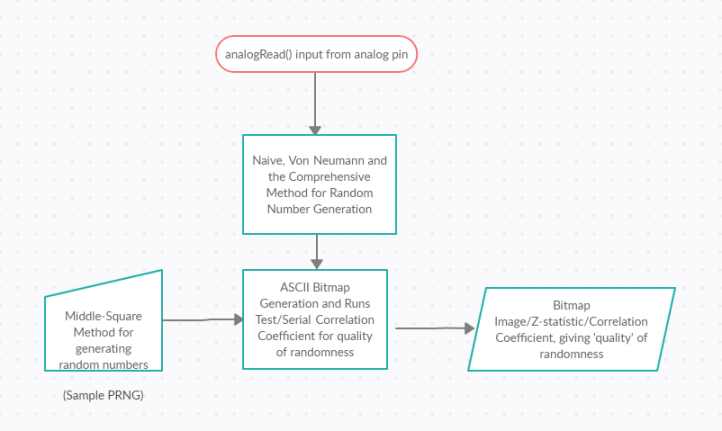 analogRead() input from analog pin
Naive, Von Neumann and
the Comprehensive
Method for Random
Number Generation
ASCII Bitmap
Generation and Runs
Test/Serial Correlation
Coefficient for quality
of randomness
Middle-Square
Method for
generating
random numbers
(Sample PRNG)
Bitmap
Image/Z-statistic/Correlation
Coefficient, giving 'quality' of
randomness